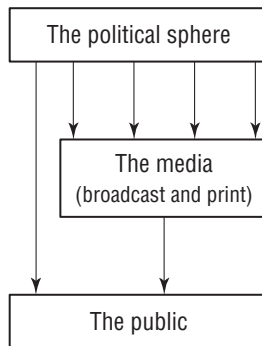 The political sphere
The media
(broadcast and print)
The public